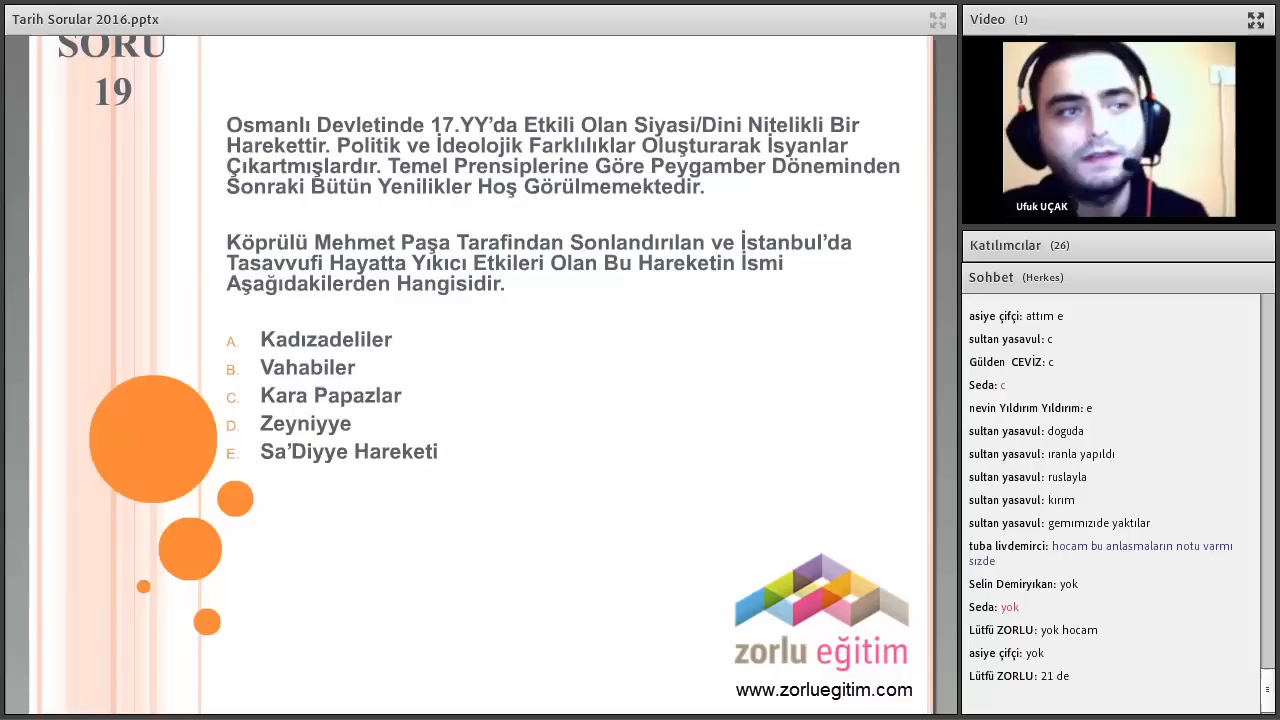 Tarih Sorular 2016.pptx
SORU
19
Osmanlı Devletinde 17.YY’da Etkili Olan Siyasi/Dini Nitelikli Bir
Harekettir. Politik ve İdeolojik Farklılıklar Oluşturarak İsyanlar
Çıkartmışlardır. Temel Prensiplerine Göre Peygamber Döneminden
Sonraki Bütün Yenilikler Hoş Görülmemektedir.
Köprülü Mehmet Paşa Tarafindan Sonlandırılan ve İstanbul’da
Tasavvufi Hayatta Yıkıcı Etkileri Olan Bu Hareketin İsmi
Aşağıdakilerden Hangisidir.
A. Kadızadeliler
B. Vahabiler
C. Kara Papazlar
D. Zeyniyye
E. Sa’Diyye Hareketi
zorlu eğitim
www.zorluegitim.com
Video (1)
Ufuk UÇAK
Katılımcılar (26)
Sohbet (Herkes)
asiye çifçi: attım e
sultan yasavul: c
Gülden CEVİZ: c
Seda: c
nevin Yıldırım Yıldırım: e
sultan yasavul: doguda
sultan yasavul: ıranla yapıldı
sultan yasavul: ruslayla
sultan yasavul: kırım
sultan yasavul: gemımızıde yaktılar
tuba livdemirci: hocam bu anlasmaların notu varmı
sızde
Selin Demiryıkan: yok
Seda: yok
Lütfü ZORLU: yok hocam
asiye çifçi: yok
Lütfü ZORLU: 21 de